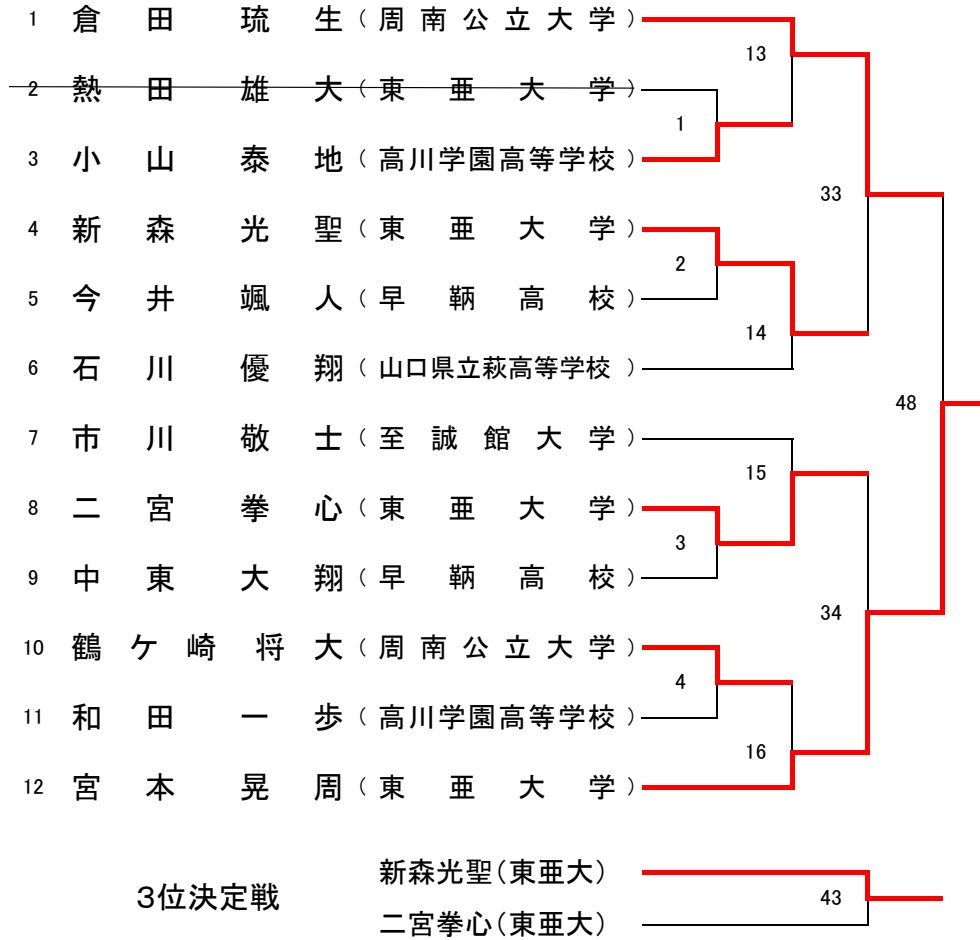 1 倉田琉生(周南公立大学)
13
2 熱田雄大(東亜大学)
1
3 小山泰地(高川学園高等学校)
33
4 新森光聖(東亜大学)
2
5 今井颯人(早鞆高校)
14
6 石川優翔(山口県立萩高等学校)
48
7 市川敬士(至誠館大学)
15
8 二宮拳心(東亜大学)
3
9 中東大翔(早鞆高校)
34
10 鶴ケ崎将大(周南公立大学)
4
11 和田一歩(高川学園高等学校)
16
12 宮本晃周(東亜大学)
新森光聖(東亜大)
3位決定戦 43
二宮拳心(東亜大)